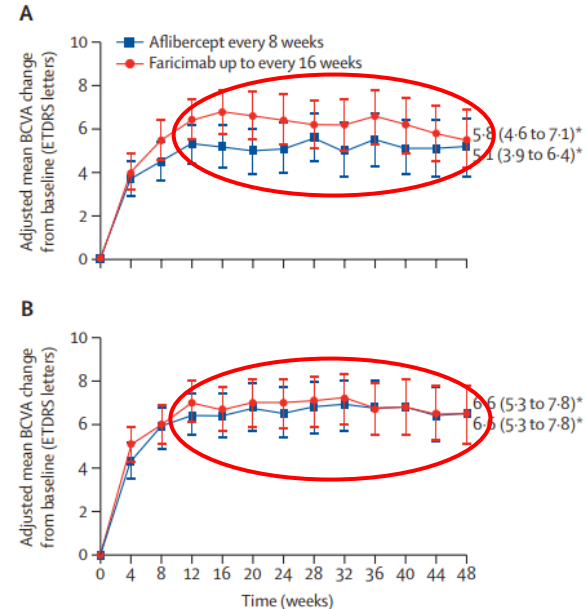 A
Aflibercept every 8 weeks
Faricimab up to every 16 weeks
Adjusted mean BCVA change
from baseline (ETDRS letters)
10
8
6
4
2
0
5·8 (4·6 to 7·1)*
5·1 (3·9 to 6·4)*
B
Adjusted mean BCVA change
from baseline (ETDRS letters)
10
8
6
4
2
0
6·6 (5·3 to 7·8)*
(5·3 to 7·8)*
0 4 8 12 16 20 24 28 32 36 40 44 48
Time (weeks)